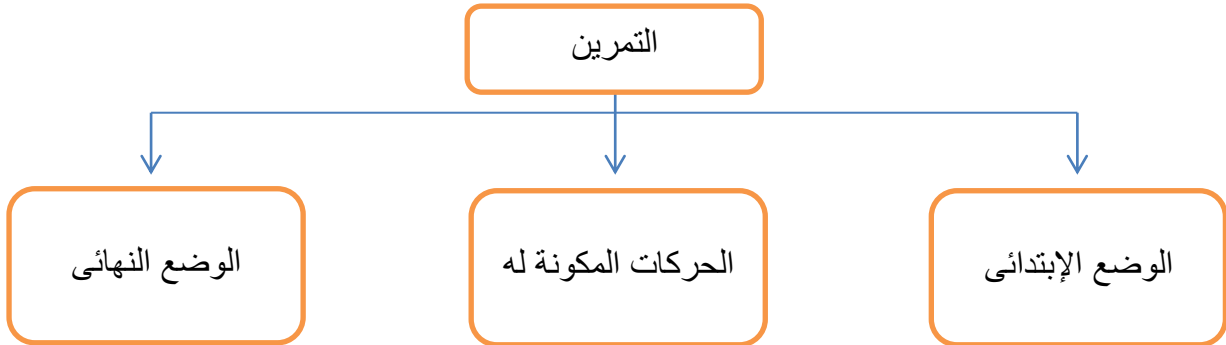 التمرين
الوضع الإبتدائى
الحركات المكونة له
الوضع النهائى